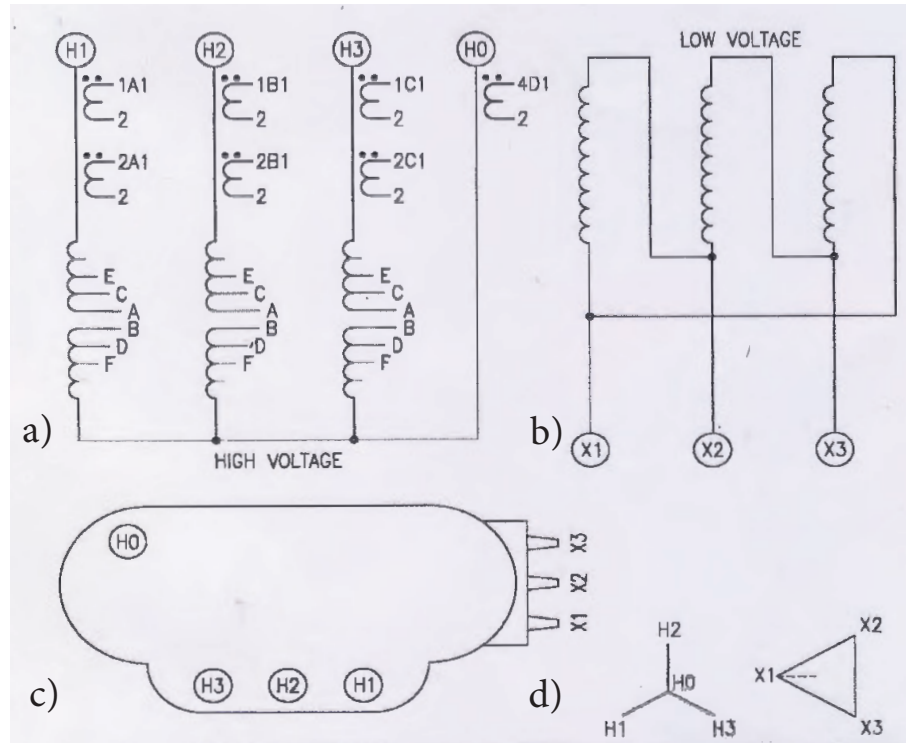 H1 H2 H3 H0 LOW VOLTAGE
1A1 1B1 1C1 4D1
2 2 2 2
2A1 2B1 2C1
2 2 2
E E E
C C C
A A A
B B B
D D D
F F F
a) b)
HIGH VOLTAGE X1 X2 X3
H0 X3
X2
X1
c) H3 H2 H1 d)
H2 X2
H0 X1
H1 H3 X3